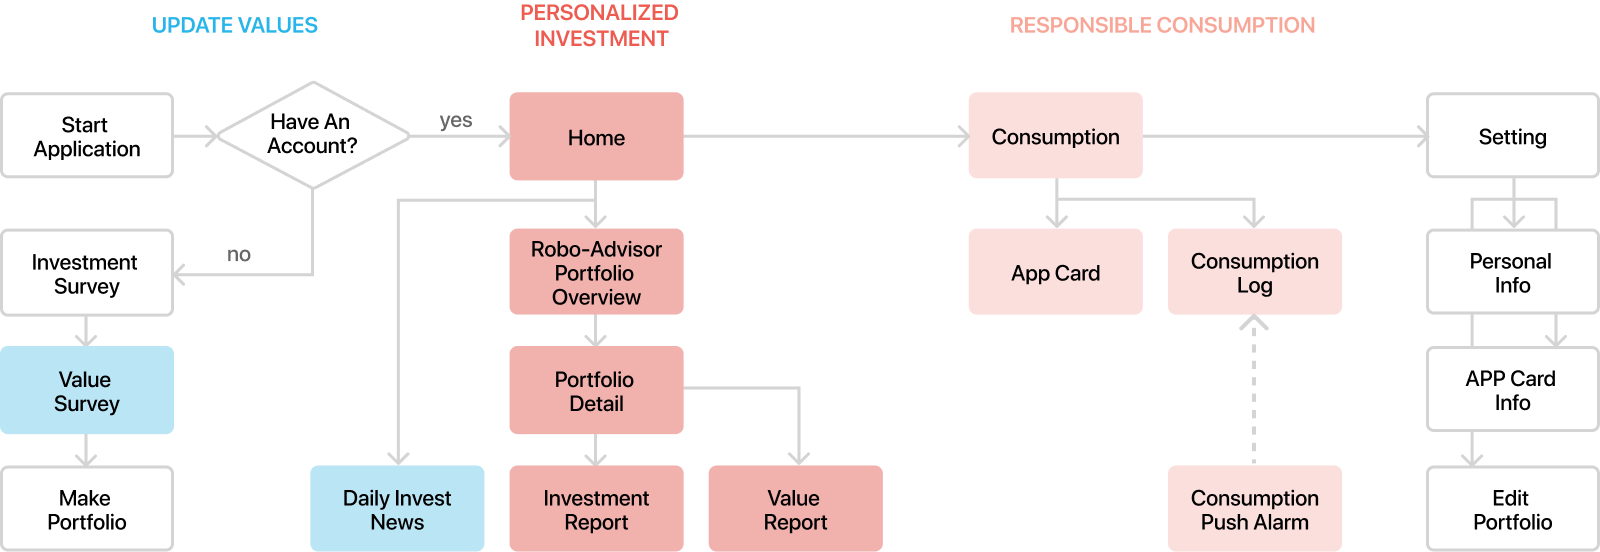 UPDATE VALUES
PERSONALIZED
INVESTMENT
RESPONSIBLE CONSUMPTION
Start
Application
Have An
Account?
yes
Home
Consumption
Setting
no
Investment
Survey
Robo-Advisor
Portfolio
Overview
App Card
Consumption
Log
Personal
Info
Value
Survey
Portfolio
Detail
APP Card
Info
Make
Portfolio
Daily Invest
News
Investment
Report
Value
Report
Consumption
Push Alarm
Edit
Portfolio